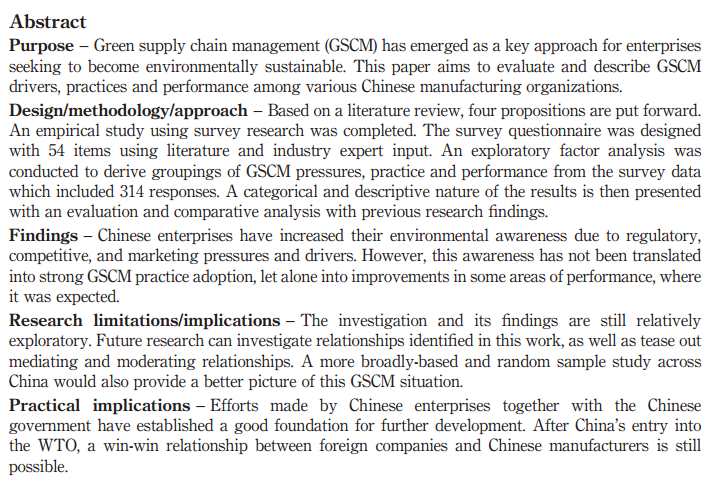 Abstract
Purpose – Green supply chain management (GSCM) has emerged as a key approach for enterprises
seeking to become environmentally sustainable. This paper aims to evaluate and describe GSCM
drivers, practices and performance among various Chinese manufacturing organizations.
Design/methodology/approach – Based on a literature review, four propositions are put forward.
An empirical study using survey research was completed. The survey questionnaire was designed
with 54 items using literature and industry expert input. An exploratory factor analysis was
conducted to derive groupings of GSCM pressures, practice and performance from the survey data
which included 314 responses. A categorical and descriptive nature of the results is then presented
with an evaluation and comparative analysis with previous research findings.
Findings – Chinese enterprises have increased their environmental awareness due to regulatory,
competitive, and marketing pressures and drivers. However, this awareness has not been translated
into strong GSCM practice adoption, let alone into improvements in some areas of performance, where
it was expected.
Research limitations/implications – The investigation and its findings are still relatively
exploratory. Future research can investigate relationships identified in this work, as well as tease out
mediating and moderating relationships. A more broadly-based and random sample study across
China would also provide a better picture of this GSCM situation.
Practical implications – Efforts made by Chinese enterprises together with the Chinese
government have established a good foundation for further development. After China's entry into
the WTO, a win-win relationship between foreign companies and Chinese manufacturers is still
possible.